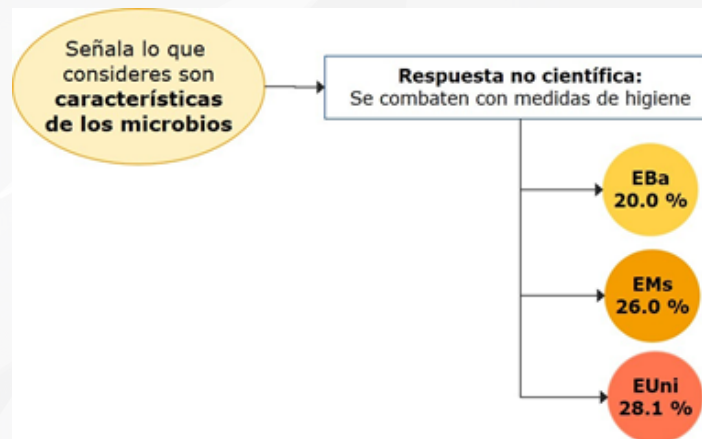 Señala lo que
consideres son
características
de los microbios
Respuesta no científica:
Se combaten con medidas de higiene
EBa
20.0 %
EMs
26.0 %
EUni
28.1 %